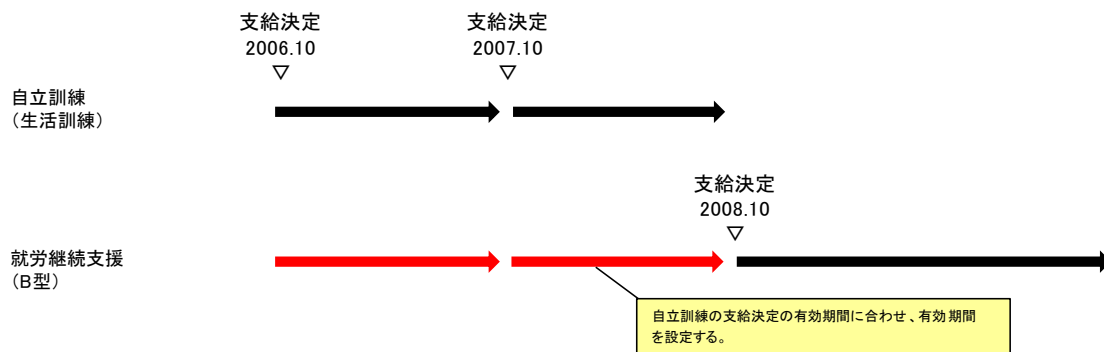 支給決定
2006.10
▽
支給決定
2007.10
▽
自立訓練
（生活訓練）
支給決定
2008.10
▽
就労継続支援
（B型）
自立訓練の支給決定の有効期間に合わせ、有効期間
を設定する。